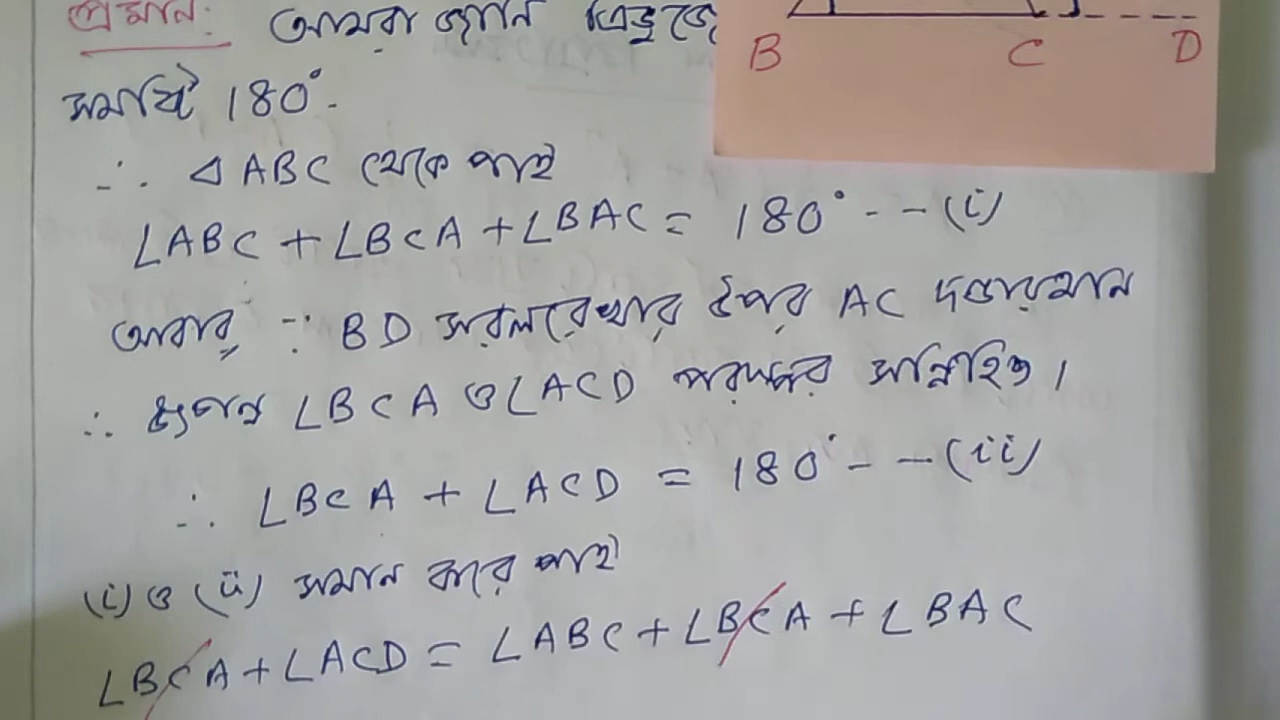 প্রমান: আমরা জানি ত্রিভুজে
B C D
সমষ্টি 180°.
∴ △ABC থেকে পাই
∠ABC + ∠BCA + ∠BAC = 180° - - (i)
আবার, ∵ BD সরলরেখার উপর AC দণ্ডায়মান
∴ ∠BCA ও ∠ACD পরস্পর সন্নিহিত।
∴ ∠BCA + ∠ACD = 180° - - (ii)
(i) ও (ii) সমান করে পাই
∠BCA + ∠ACD = ∠ABC + ∠BCA + ∠BAC